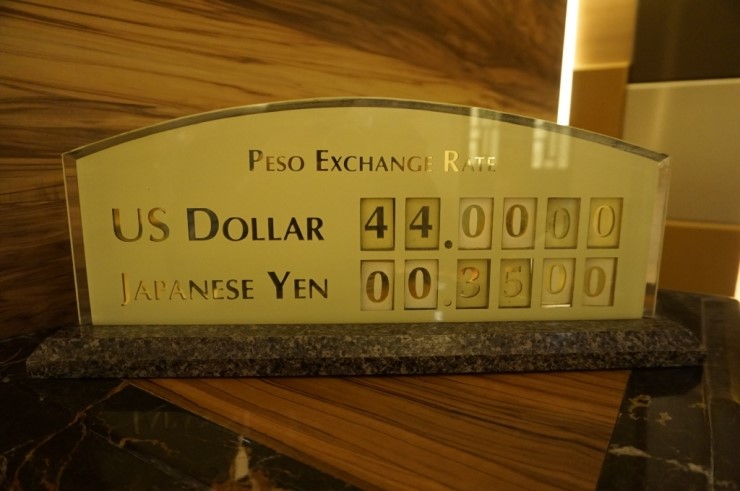 PESO EXCHANGE RATE
US DOLLAR 44.0000
JAPANESE YEN 00.3500